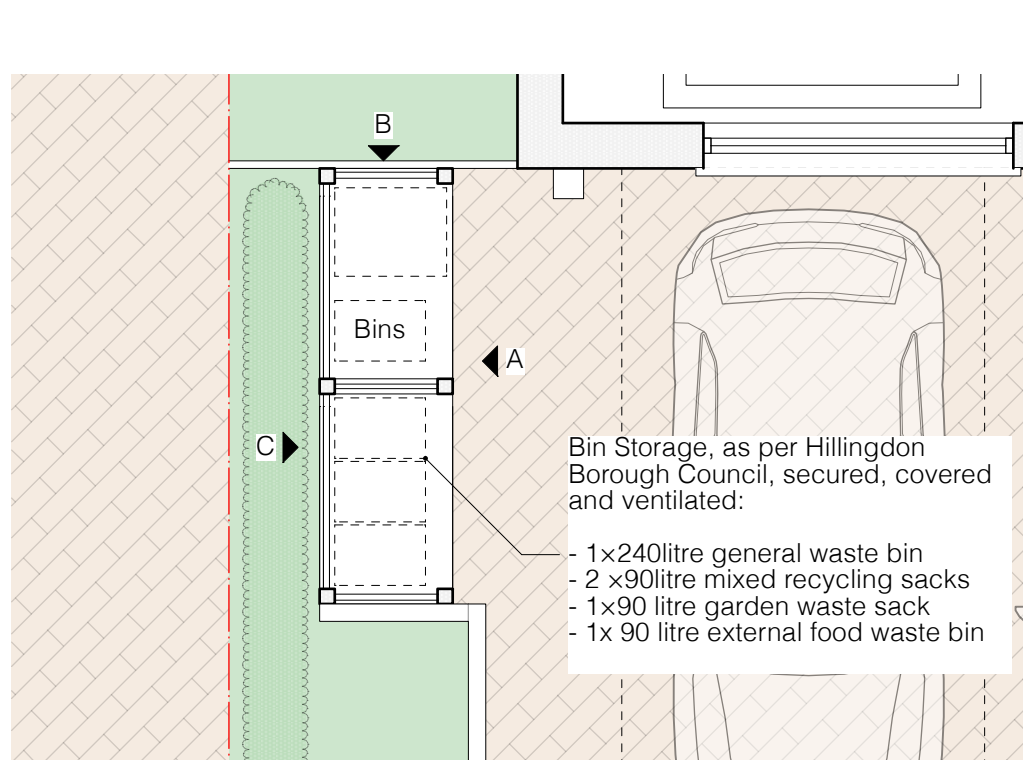 B
Bins
A
C
Bin Storage, as per Hillingdon
Borough Council, secured, covered
and ventilated:
- 1×240litre general waste bin
- 2 ×90litre mixed recycling sacks
- 1×90 litre garden waste sack
- 1x 90 litre external food waste bin